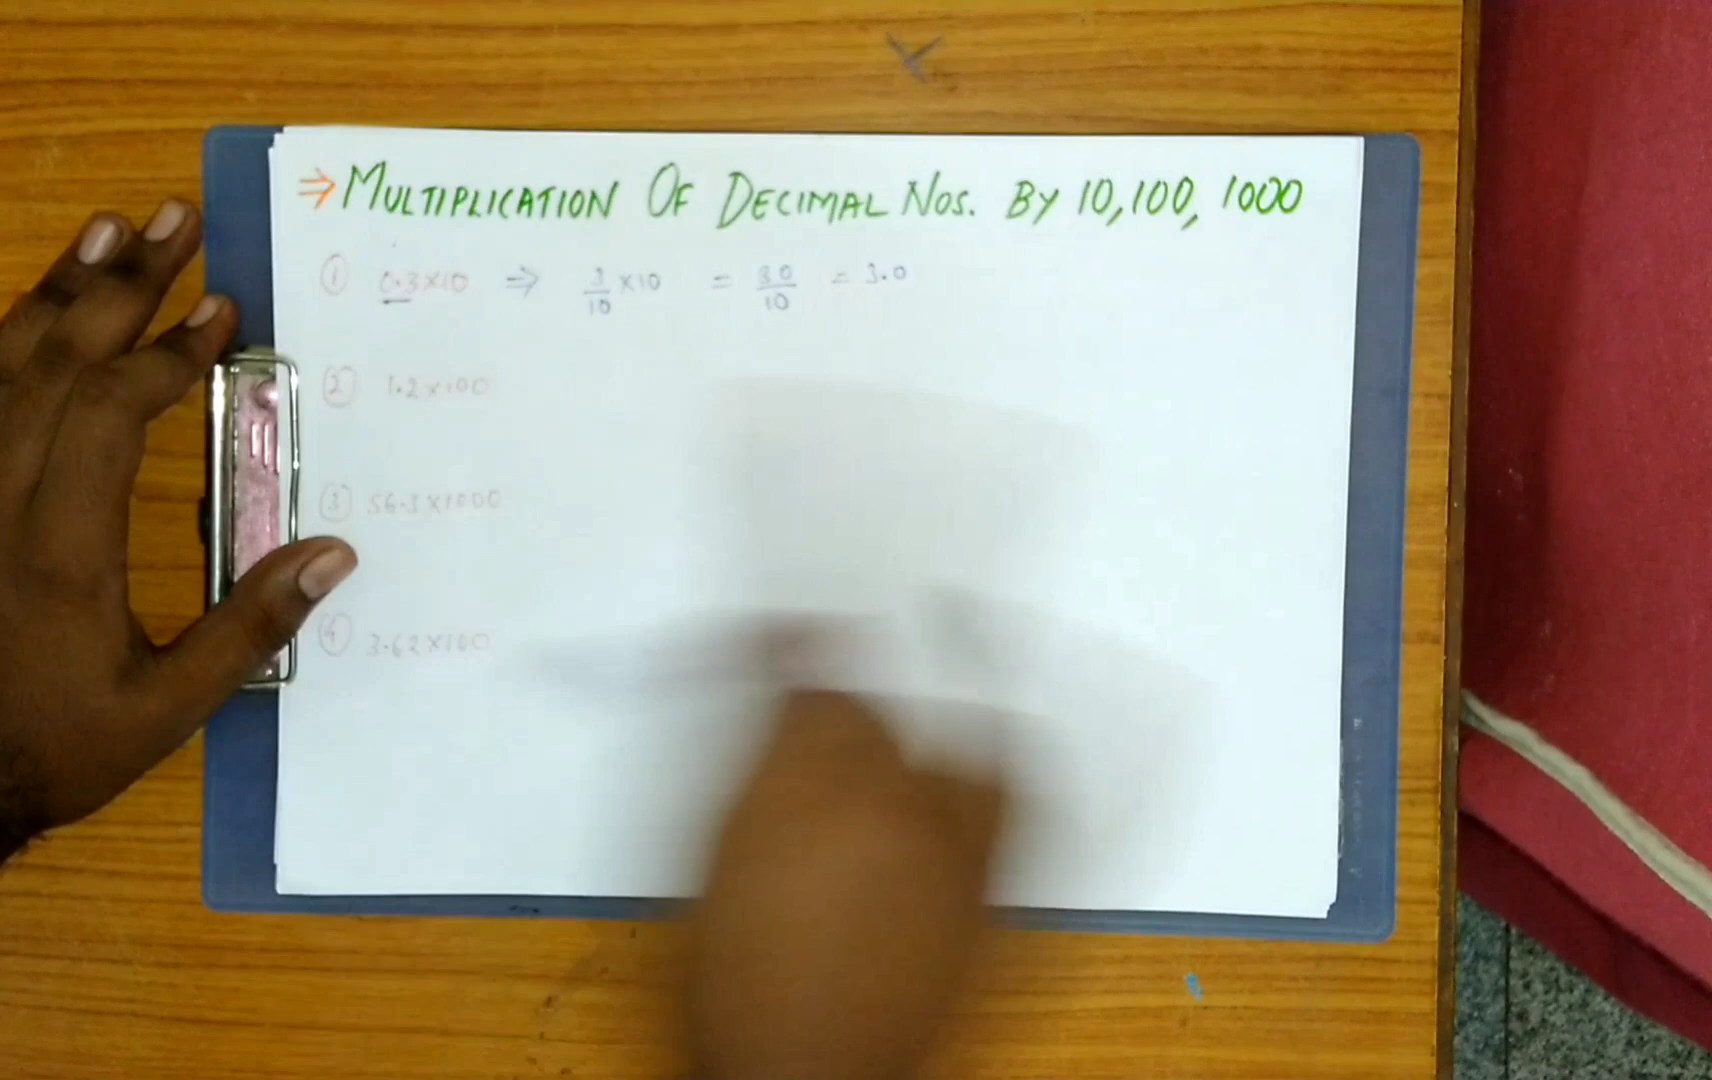 ⇒ MULTIPLICATION OF DECIMAL NOS. BY 10,100, 1000
① 0.3×10 ⇒ 3/10 ×10 = 30/10 = 3.0
② 1.2×100
③ 56.3×1000
④ 3.62×100